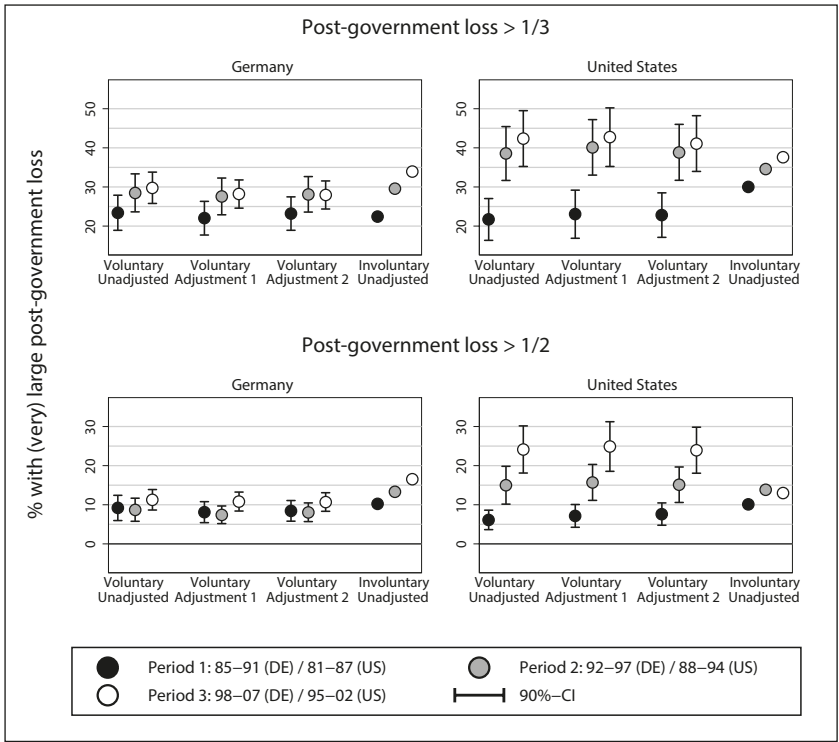 Post-government loss > 1/3
Germany
United States
% with (very) large post-government loss
50
40
30
20
50
40
30
20
Voluntary Unadjusted
Voluntary Adjustment 1
Voluntary Adjustment 2
Involuntary Unadjusted
Voluntary Unadjusted
Voluntary Adjustment 1
Voluntary Adjustment 2
Involuntary Unadjusted
Post-government loss > 1/2
Germany
United States
30
20
10
0
30
20
10
0
Voluntary Unadjusted
Voluntary Adjustment 1
Voluntary Adjustment 2
Involuntary Unadjusted
Voluntary Unadjusted
Voluntary Adjustment 1
Voluntary Adjustment 2
Involuntary Unadjusted
Period 1: 85–91 (DE) / 81–87 (US)
Period 2: 92–97 (DE) / 88–94 (US)
Period 3: 98–07 (DE) / 95–02 (US)
90%–CI